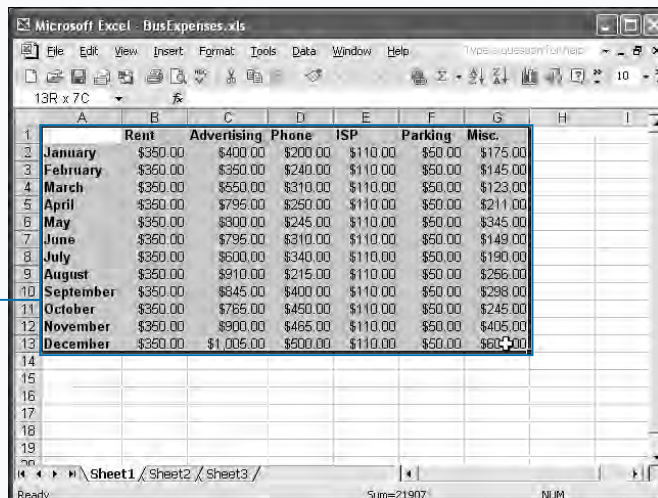 Microsoft Excel - BusExpenses.xls
File Edit View Insert Format Tools Data Window Help Type a question for help
10
13R x 7C fx
A B C D E F G H I
1 Rent Advertising Phone ISP Parking Misc.
2 January $350.00 $400.00 $200.00 $110.00 $50.00 $175.00
3 February $350.00 $350.00 $240.00 $110.00 $50.00 $145.00
4 March $350.00 $550.00 $310.00 $110.00 $50.00 $123.00
5 April $350.00 $795.00 $250.00 $110.00 $50.00 $211.00
6 May $350.00 $800.00 $245.00 $110.00 $50.00 $345.00
7 June $350.00 $795.00 $310.00 $110.00 $50.00 $149.00
8 July $350.00 $600.00 $340.00 $110.00 $50.00 $190.00
9 August $350.00 $910.00 $215.00 $110.00 $50.00 $256.00
10 September $350.00 $845.00 $400.00 $110.00 $50.00 $298.00
11 October $350.00 $765.00 $450.00 $110.00 $50.00 $245.00
12 November $350.00 $900.00 $465.00 $110.00 $50.00 $405.00
13 December $350.00 $1,005.00 $500.00 $110.00 $50.00
14
15
16
17
18
19
Sheet1 / Sheet2 / Sheet3 /
Ready Sum=21907 NUM